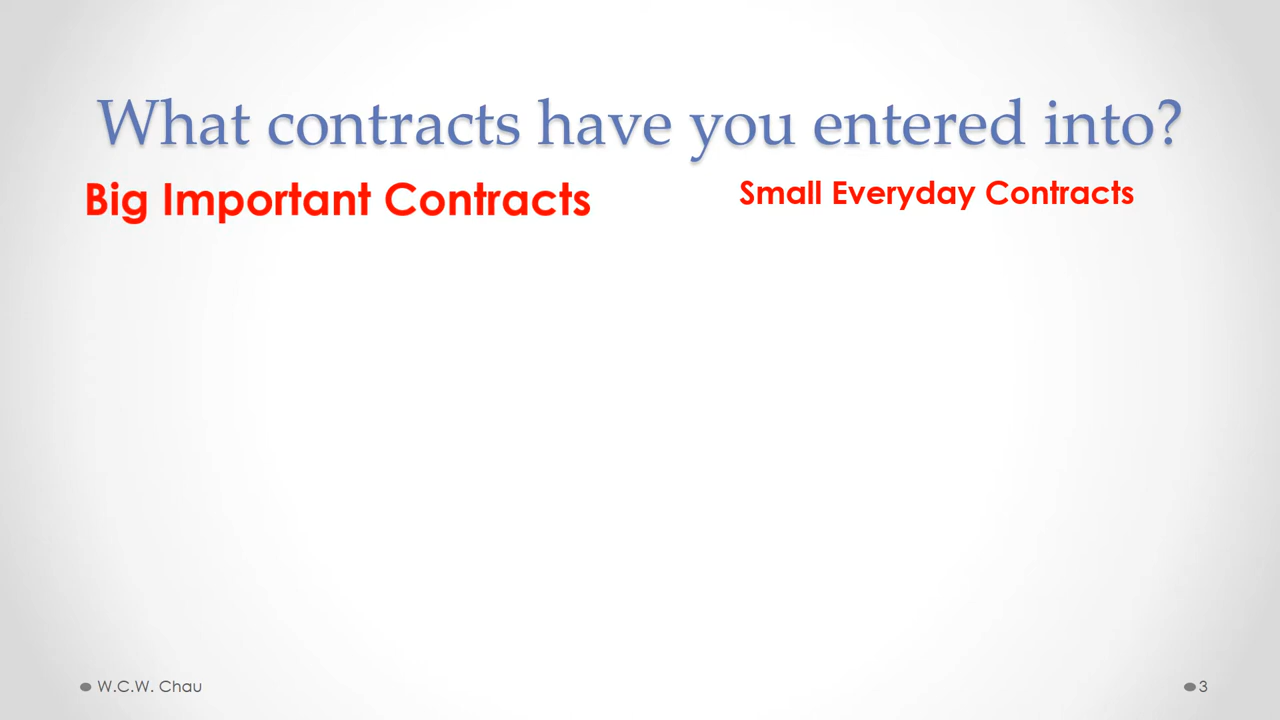 What contracts have you entered into?
Big Important Contracts
Small Everyday Contracts
W.C.W. Chau
3